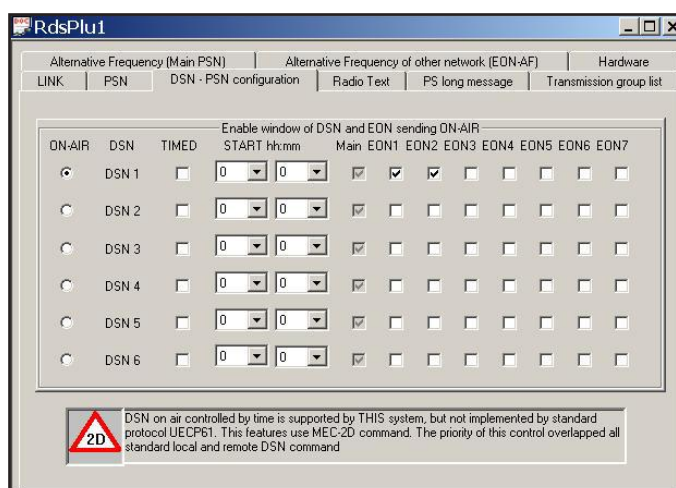 RdsPlu1
Alternative Frequency (Main PSN) Alternative Frequency of other network (EON-AF) Hardware
LINK PSN DSN - PSN configuration Radio Text PS long message Transmission group list
Enable window of DSN and EON sending ON-AIR
ON-AIR DSN TIMED START hh:mm Main EON1 EON2 EON3 EON4 EON5 EON6 EON7
DSN 1 0 0
DSN 2 0 0
DSN 3 0 0
DSN 4 0 0
DSN 5 0 0
DSN 6 0 0
2D
DSN on air controlled by time is supported by THIS system, but not implemented by standard
protocol UECP61. This features use MEC-2D command. The priority of this control overlapped all
standard local and remote DSN command